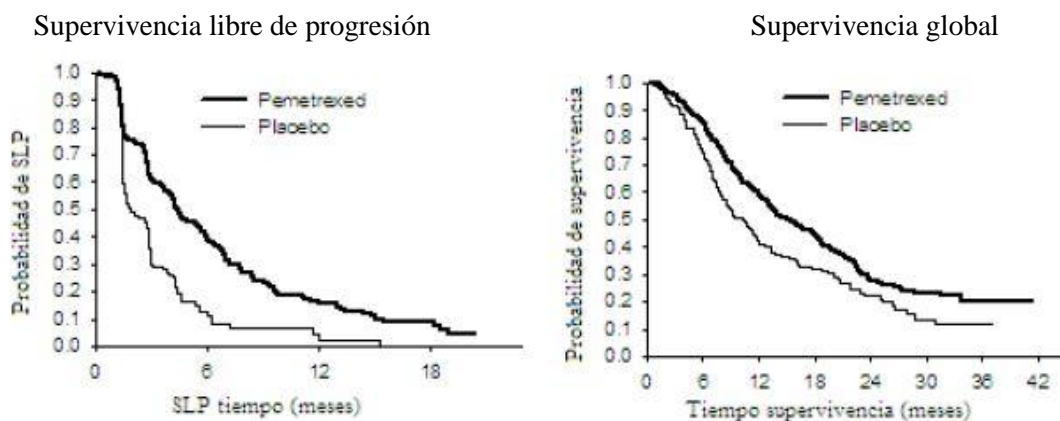 Supervivencia libre de progresión
Supervivencia global
Probabilidad de SLP
1.0
0.9
0.8
0.7
0.6
0.5
0.4
0.3
0.2
0.1
0.0
Pemetrexed
Placebo
0 6 12 18
SLP tiempo (meses)
Probabilidad de supervivencia
1.0
0.9
0.8
0.7
0.6
0.5
0.4
0.3
0.2
0.1
0.0
Pemetrexed
Placebo
0 6 12 18 24 30 36 42
Tiempo supervivencia (meses)